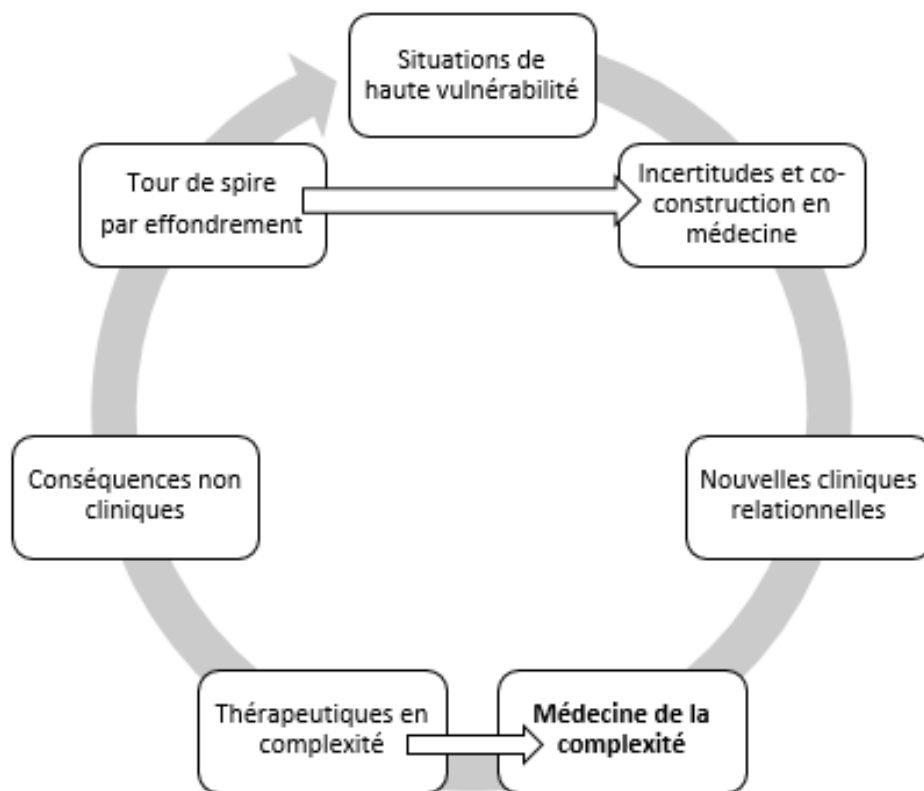 Situations de
haute vulnérabilité
Tour de spire
par effondrement
Incertitudes et co-
construction en
médecine
Conséquences non
cliniques
Nouvelles cliniques
relationnelles
Thérapeutiques en
complexité
Médecine de la
complexité